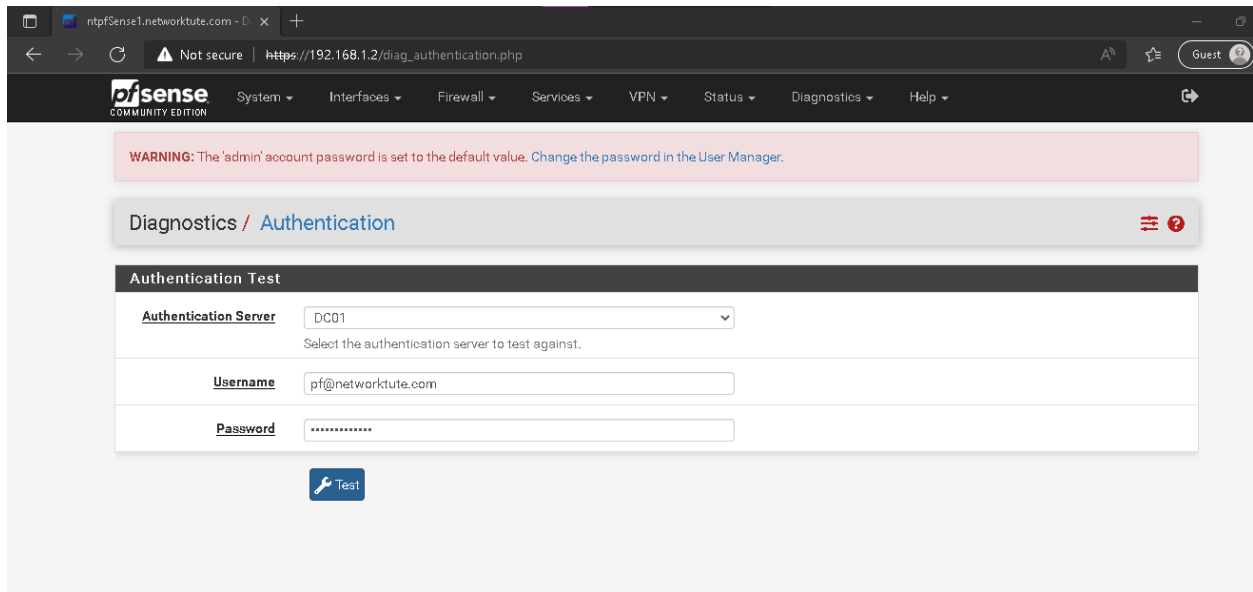 ntpfSense1.networktute.com - D
Not secure | https://192.168.1.2/diag_authentication.php
Guest
pfsense
COMMUNITY EDITION
System Interfaces Firewall Services VPN Status Diagnostics Help
WARNING: The 'admin' account password is set to the default value. Change the password in the User Manager.
Diagnostics / Authentication
Authentication Test
Authentication Server DC01
Select the authentication server to test against.
Username pf@networktute.com
Password •••••••••••••
Test